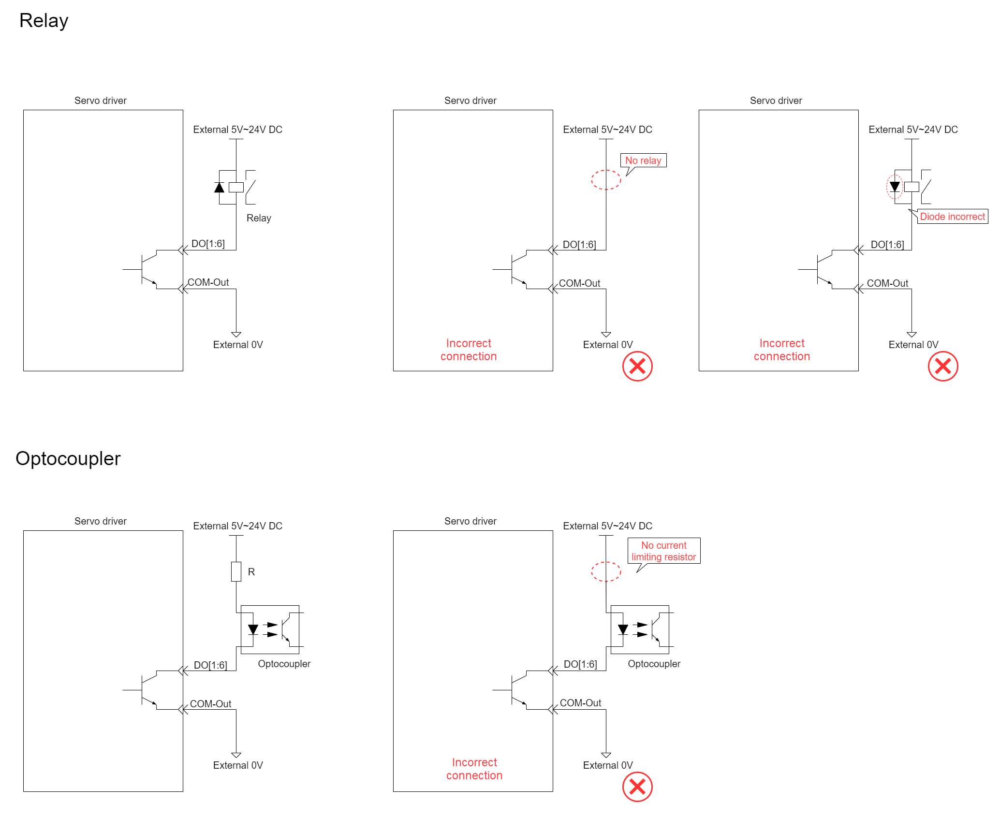 Relay
Servo driver
External 5V~24V DC
Relay
DO[1:6]
COM-Out
External 0V
Servo driver
External 5V~24V DC
No relay
DO[1:6]
COM-Out
Incorrect
connection
External 0V
Servo driver
External 5V~24V DC
Diode incorrect
DO[1:6]
COM-Out
Incorrect
connection
External 0V
Optocoupler
Servo driver
External 5V~24V DC
R
Optocoupler
DO[1:6]
COM-Out
External 0V
Servo driver
External 5V~24V DC
No current
limiting resistor
Optocoupler
DO[1:6]
COM-Out
Incorrect
connection
External 0V